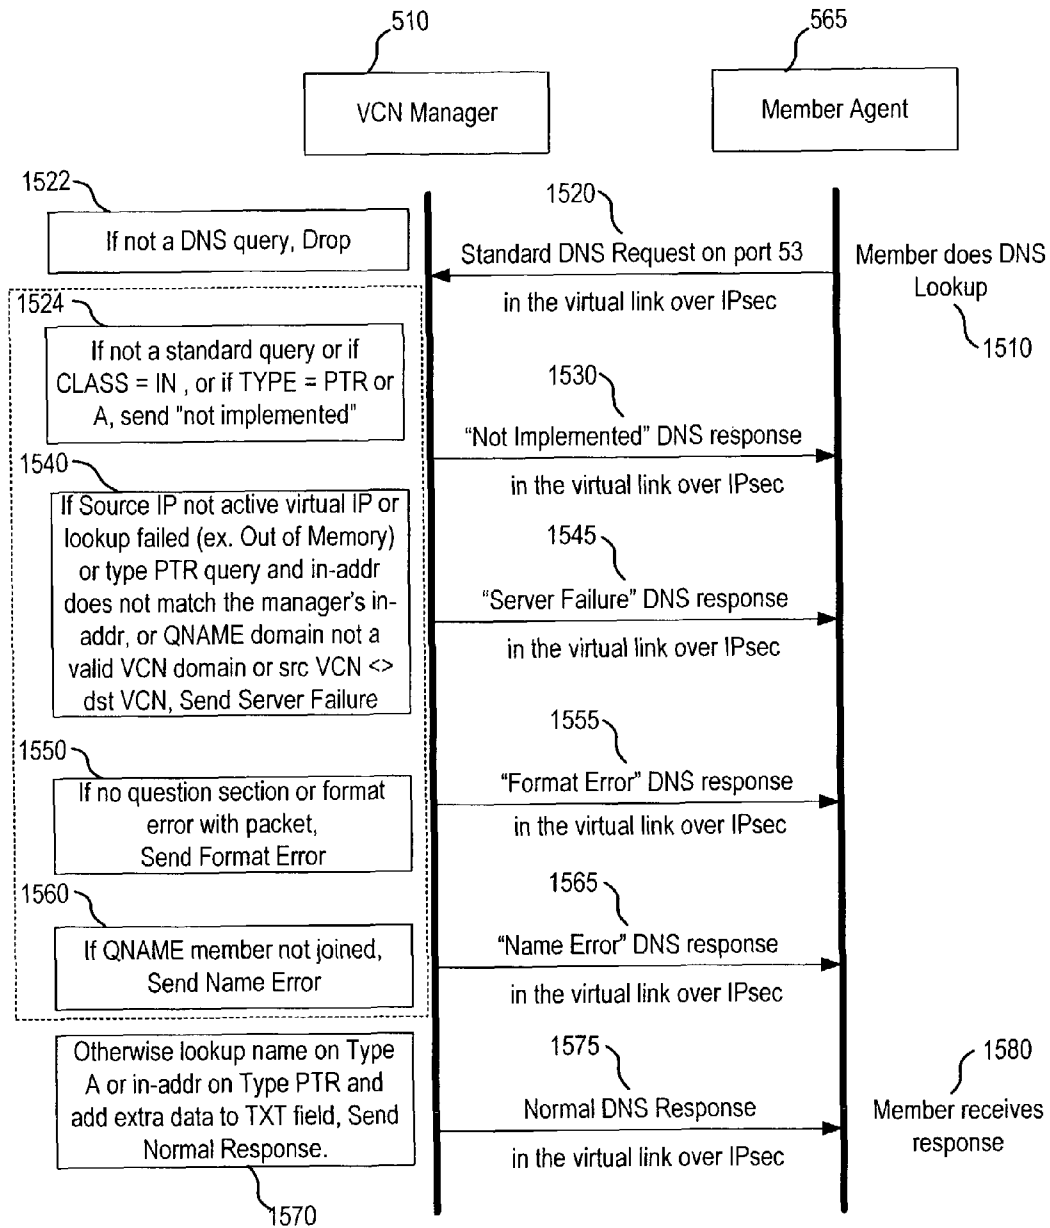 510
565
VCN Manager
Member Agent
1522
If not a DNS query, Drop
1520
Standard DNS Request on port 53
in the virtual link over IPsec
Member does DNS
Lookup
1510
1524
If not a standard query or if
CLASS = IN , or if TYPE = PTR or
A, send "not implemented"
1530
“Not Implemented” DNS response
in the virtual link over IPsec
1540
If Source IP not active virtual IP or
lookup failed (ex. Out of Memory)
or type PTR query and in-addr
does not match the manager's in-
addr, or QNAME domain not a
valid VCN domain or src VCN <>
dst VCN, Send Server Failure
1545
“Server Failure” DNS response
in the virtual link over IPsec
1550
If no question section or format
error with packet,
Send Format Error
1555
“Format Error” DNS response
in the virtual link over IPsec
1560
If QNAME member not joined,
Send Name Error
1565
“Name Error” DNS response
in the virtual link over IPsec
Otherwise lookup name on Type
A or in-addr on Type PTR and
add extra data to TXT field, Send
Normal Response.
1570
1575
Normal DNS Response
in the virtual link over IPsec
1580
Member receives
response